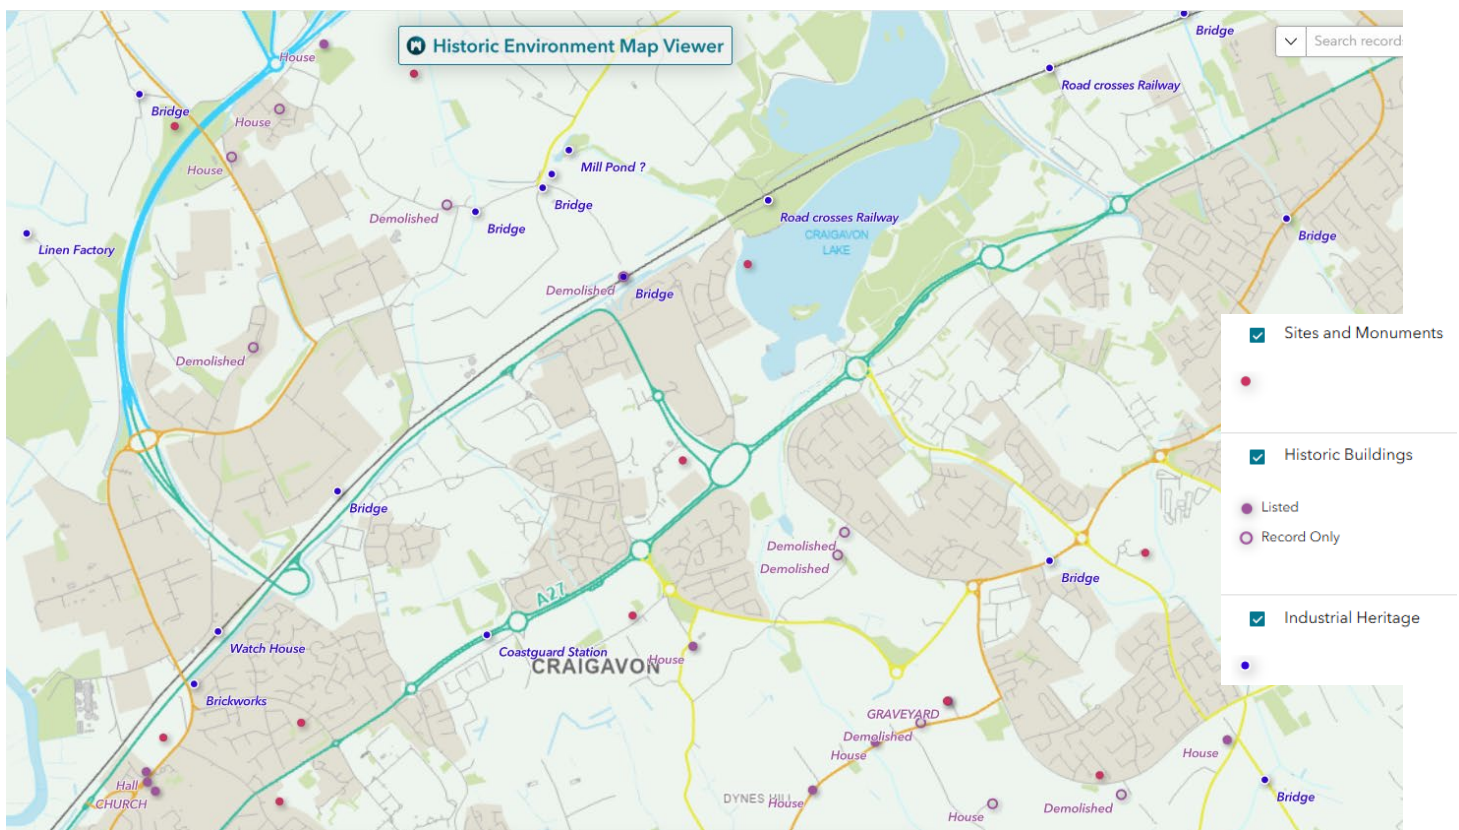 Historic Environment Map Viewer
Bridge
Search record
House
Road crosses Railway
Bridge
House
House
Mill Pond ?
Bridge
Demolished
Bridge
Road crosses Railway
CRAIGAVON
LAKE
Bridge
Linen Factory
Demolished
Bridge
Sites and Monuments
Demolished
Historic Buildings
Listed
Record Only
Bridge
Demolished
Demolished
Bridge
A27
Industrial Heritage
Watch House
Coastguard Station
CRAIGAVON
House
Brickworks
GRAVEYARD
Demolished
House
House
Hall
CHURCH
DYNES HILL
House
House
Demolished
Bridge